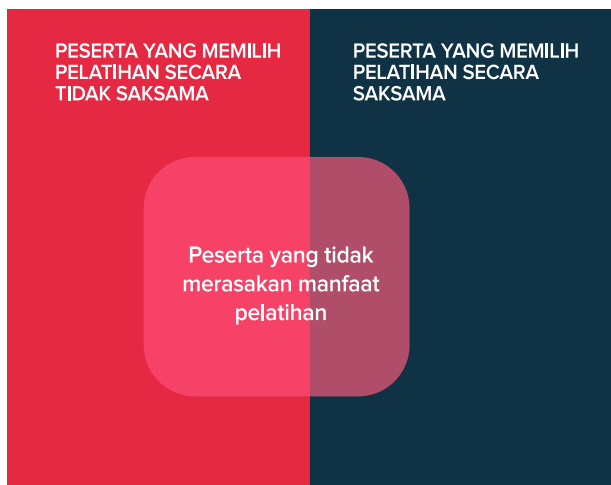 PESERTA YANG MEMILIH
PELATIHAN SECARA
TIDAK SAKSAMA
PESERTA YANG MEMILIH
PELATIHAN SECARA
SAKSAMA
Peserta yang tidak
merasakan manfaat
pelatihan